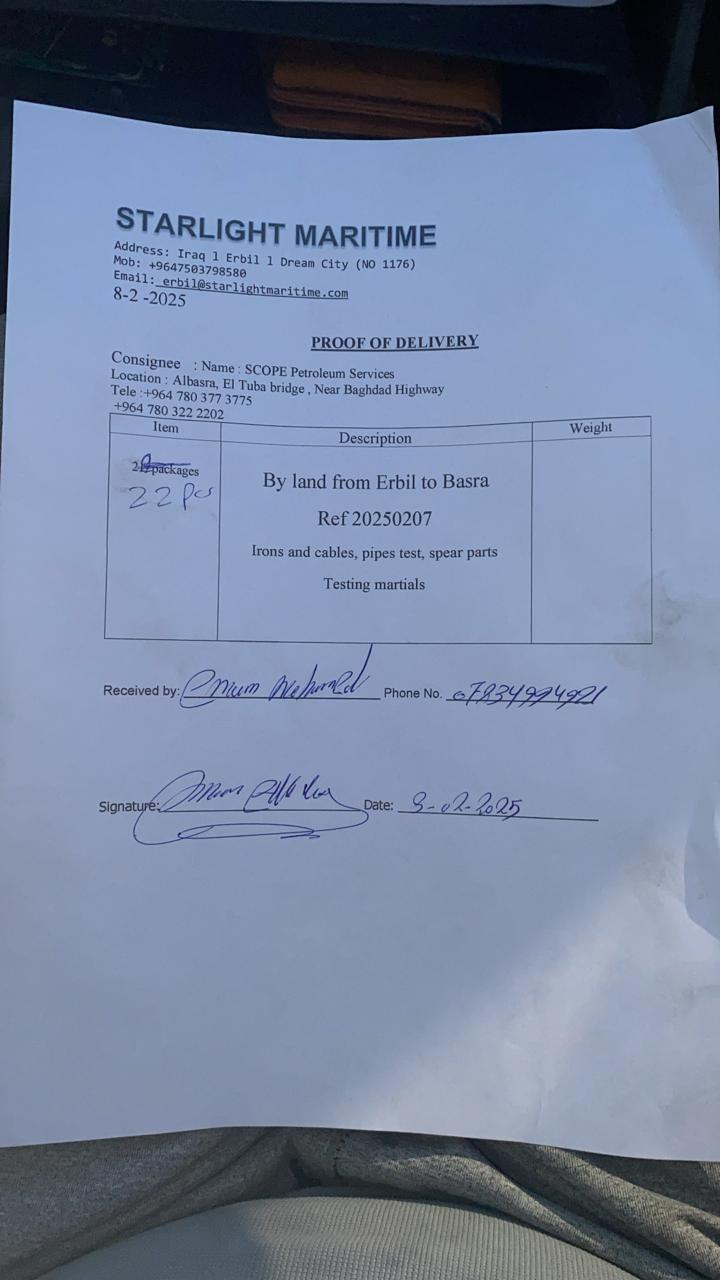 STARLIGHT MARITIME
Address: Iraq l Erbil l Dream City (NO 1176)
Mob: +9647503798580
Email: erbil@starlightmaritime.com
8-2 -2025
PROOF OF DELIVERY
Consignee : Name : SCOPE Petroleum Services
Location : Albasra, El Tuba bridge , Near Baghdad Highway
Tele :+964 780 377 3775
+964 780 322 2202
Item Description Weight
packages
22 pcs
By land from Erbil to Basra
Ref 20250207
Irons and cables, pipes test, spear parts
Testing martials
Received by: Phone No.
Signature: Date: 9-02-2025